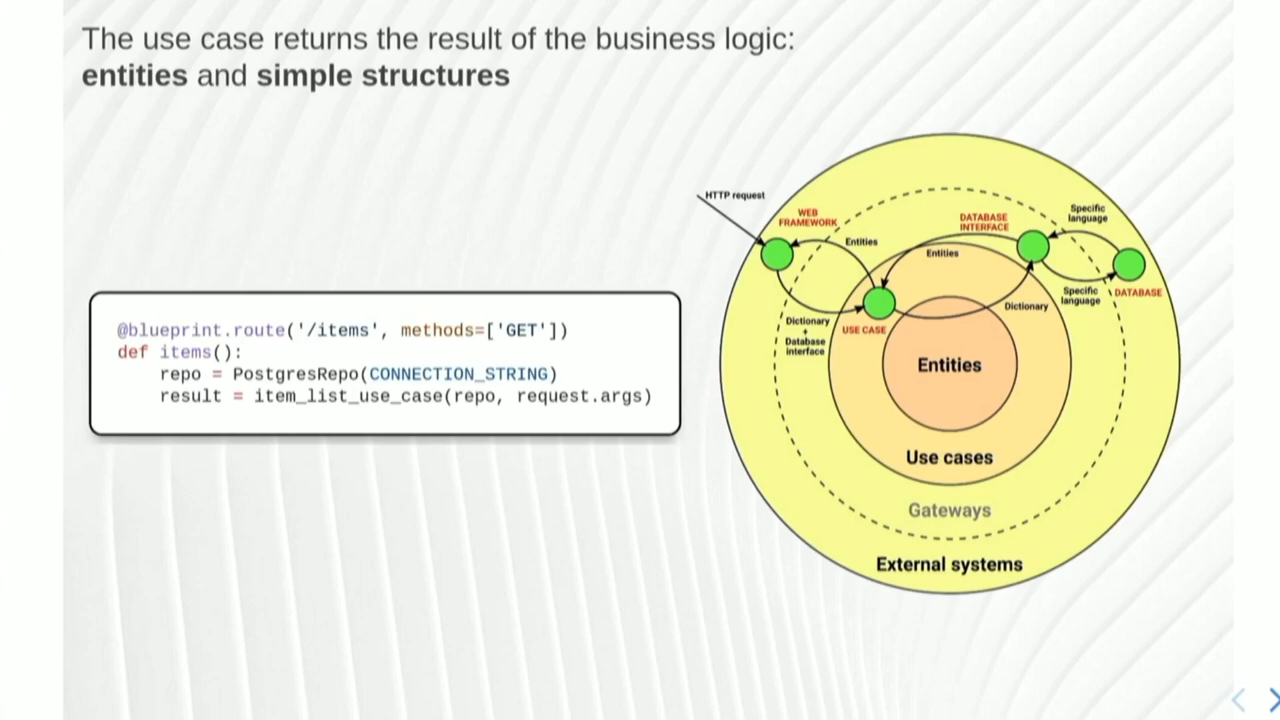 The use case returns the result of the business logic:
entities and simple structures
@blueprint.route('/items', methods=['GET'])
def items():
    repo = PostgresRepo(CONNECTION_STRING)
    result = item_list_use_case(repo, request.args)
HTTP request
WEB
FRAMEWORK
Entities
Dictionary
+
Database
interface
USE CASE
Entities
DATABASE
INTERFACE
Dictionary
Specific
language
Specific
language
DATABASE
Entities
Use cases
Gateways
External systems